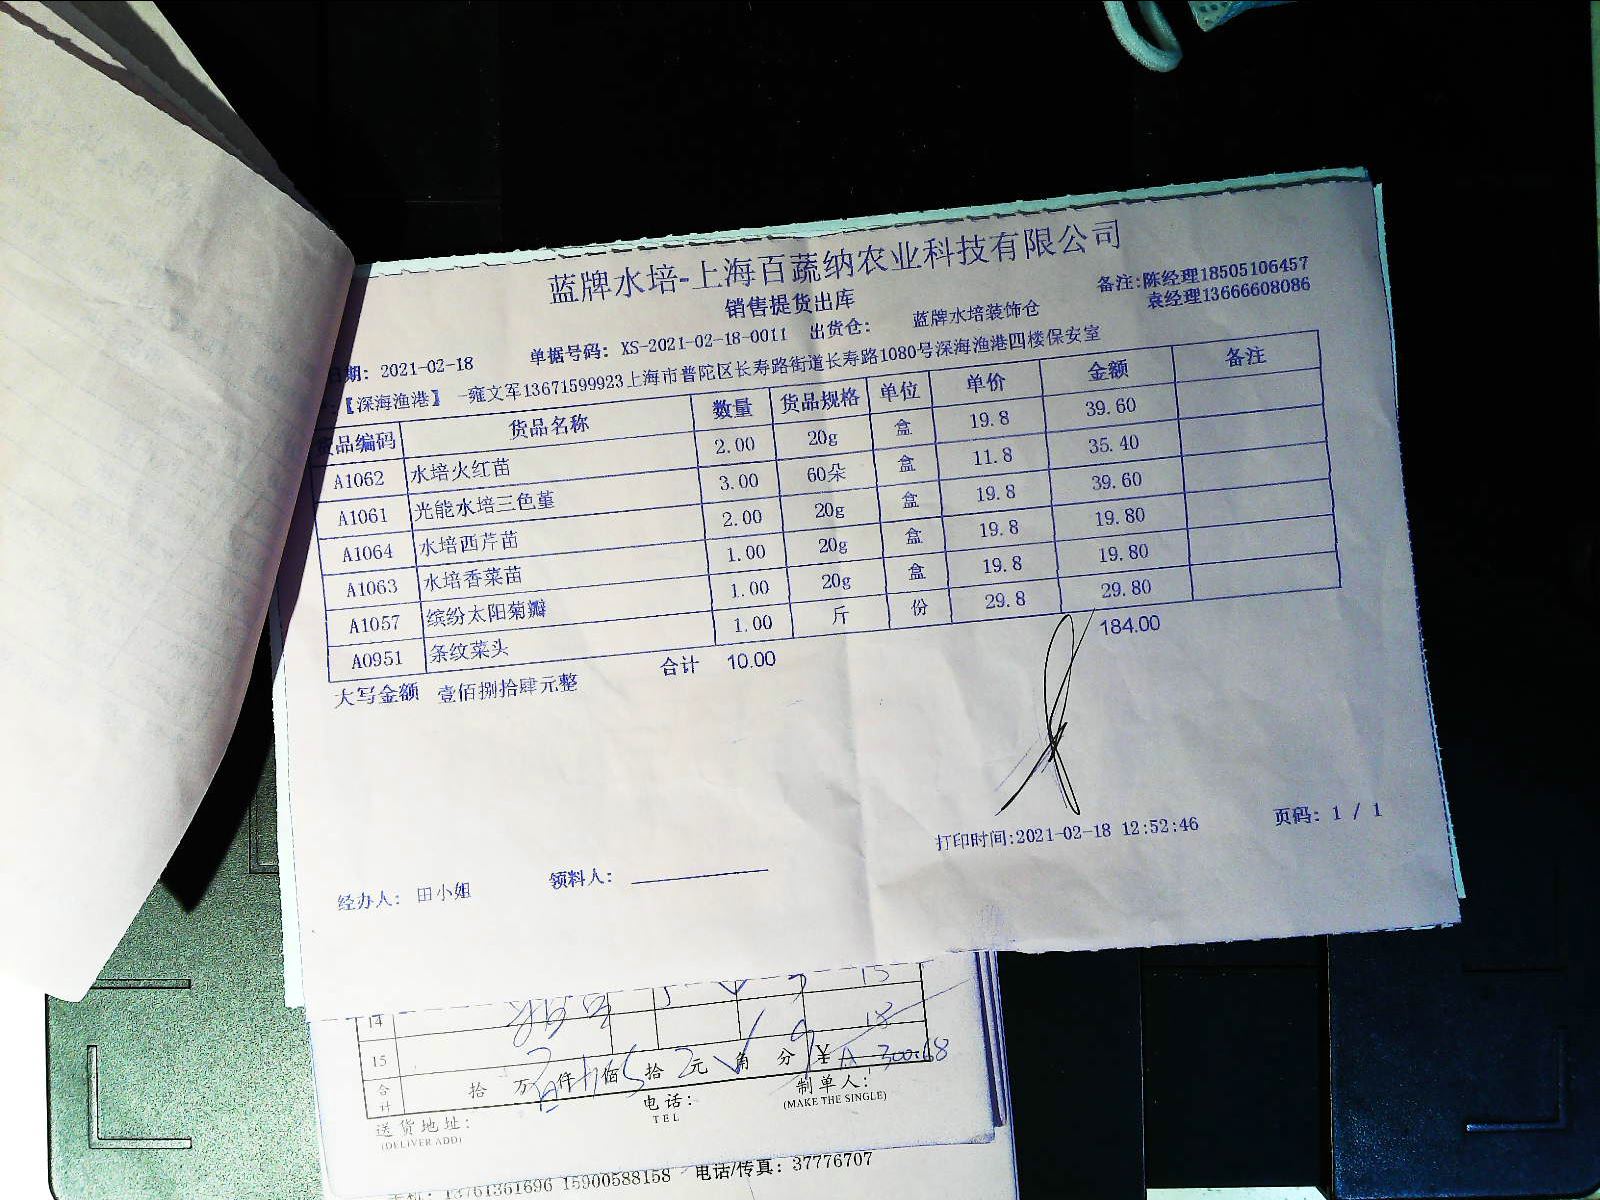 蓝牌水培-上海百蔬纳农业科技有限公司
销售提货出库
备注:陈经理18505106457
袁经理13666608086
期: 2021-02-18 单据号码: XS-2021-02-18-0011 出货仓: 蓝牌水培装饰仓
:【深海渔港】 -雍文军13671599923上海市普陀区长寿路街道长寿路1080号深海渔港四楼保安室
品编码 货品名称 数量 货品规格 单位 单价 金额 备注
A1062 水培火红苗 2.00 20g 盒 19.8 39.60
A1061 光能水培三色堇 3.00 60朵 盒 11.8 35.40
A1064 水培西芹苗 2.00 20g 盒 19.8 39.60
A1063 水培香菜苗 1.00 20g 盒 19.8 19.80
A1057 缤纷太阳菊瓣 1.00 20g 盒 19.8 19.80
A0951 条纹菜头 1.00 斤 份 29.8 29.80
合计 10.00 184.00
大写金额 壹佰捌拾肆元整
打印时间:2021-02-18 12:52:46 页码: 1 / 1
经办人: 田小姐 领料人:
14
15
合计 拾 万 仟 佰 拾 元 角 分 ¥
送货地址: 电话: 制单人:
(DELIVER ADD) TEL (MAKE THE SINGLE)
13761361696 15900588158 电话/传真: 37776707